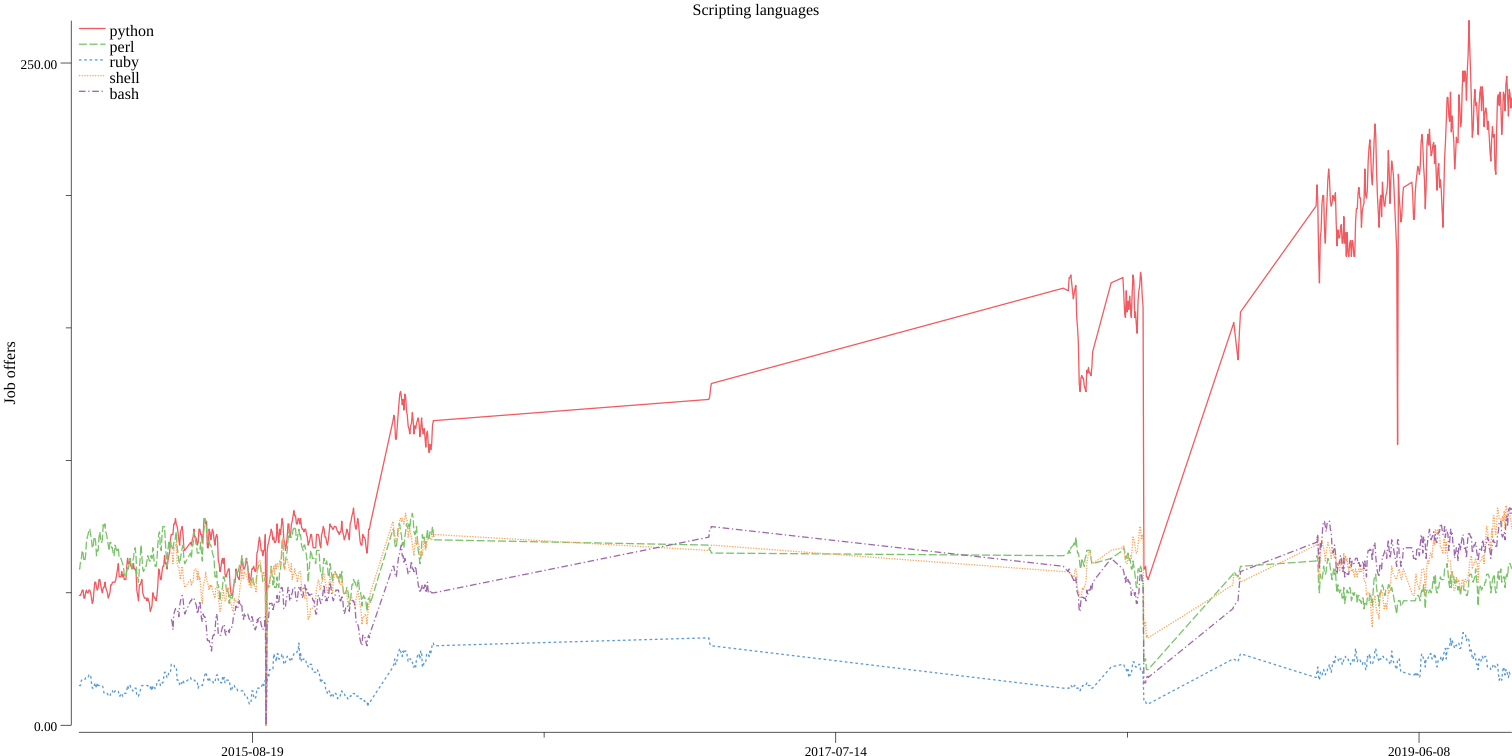 Scripting languages
python
perl
ruby
shell
bash
250.00
Job offers
0.00
2015-08-19
2017-07-14
2019-06-08